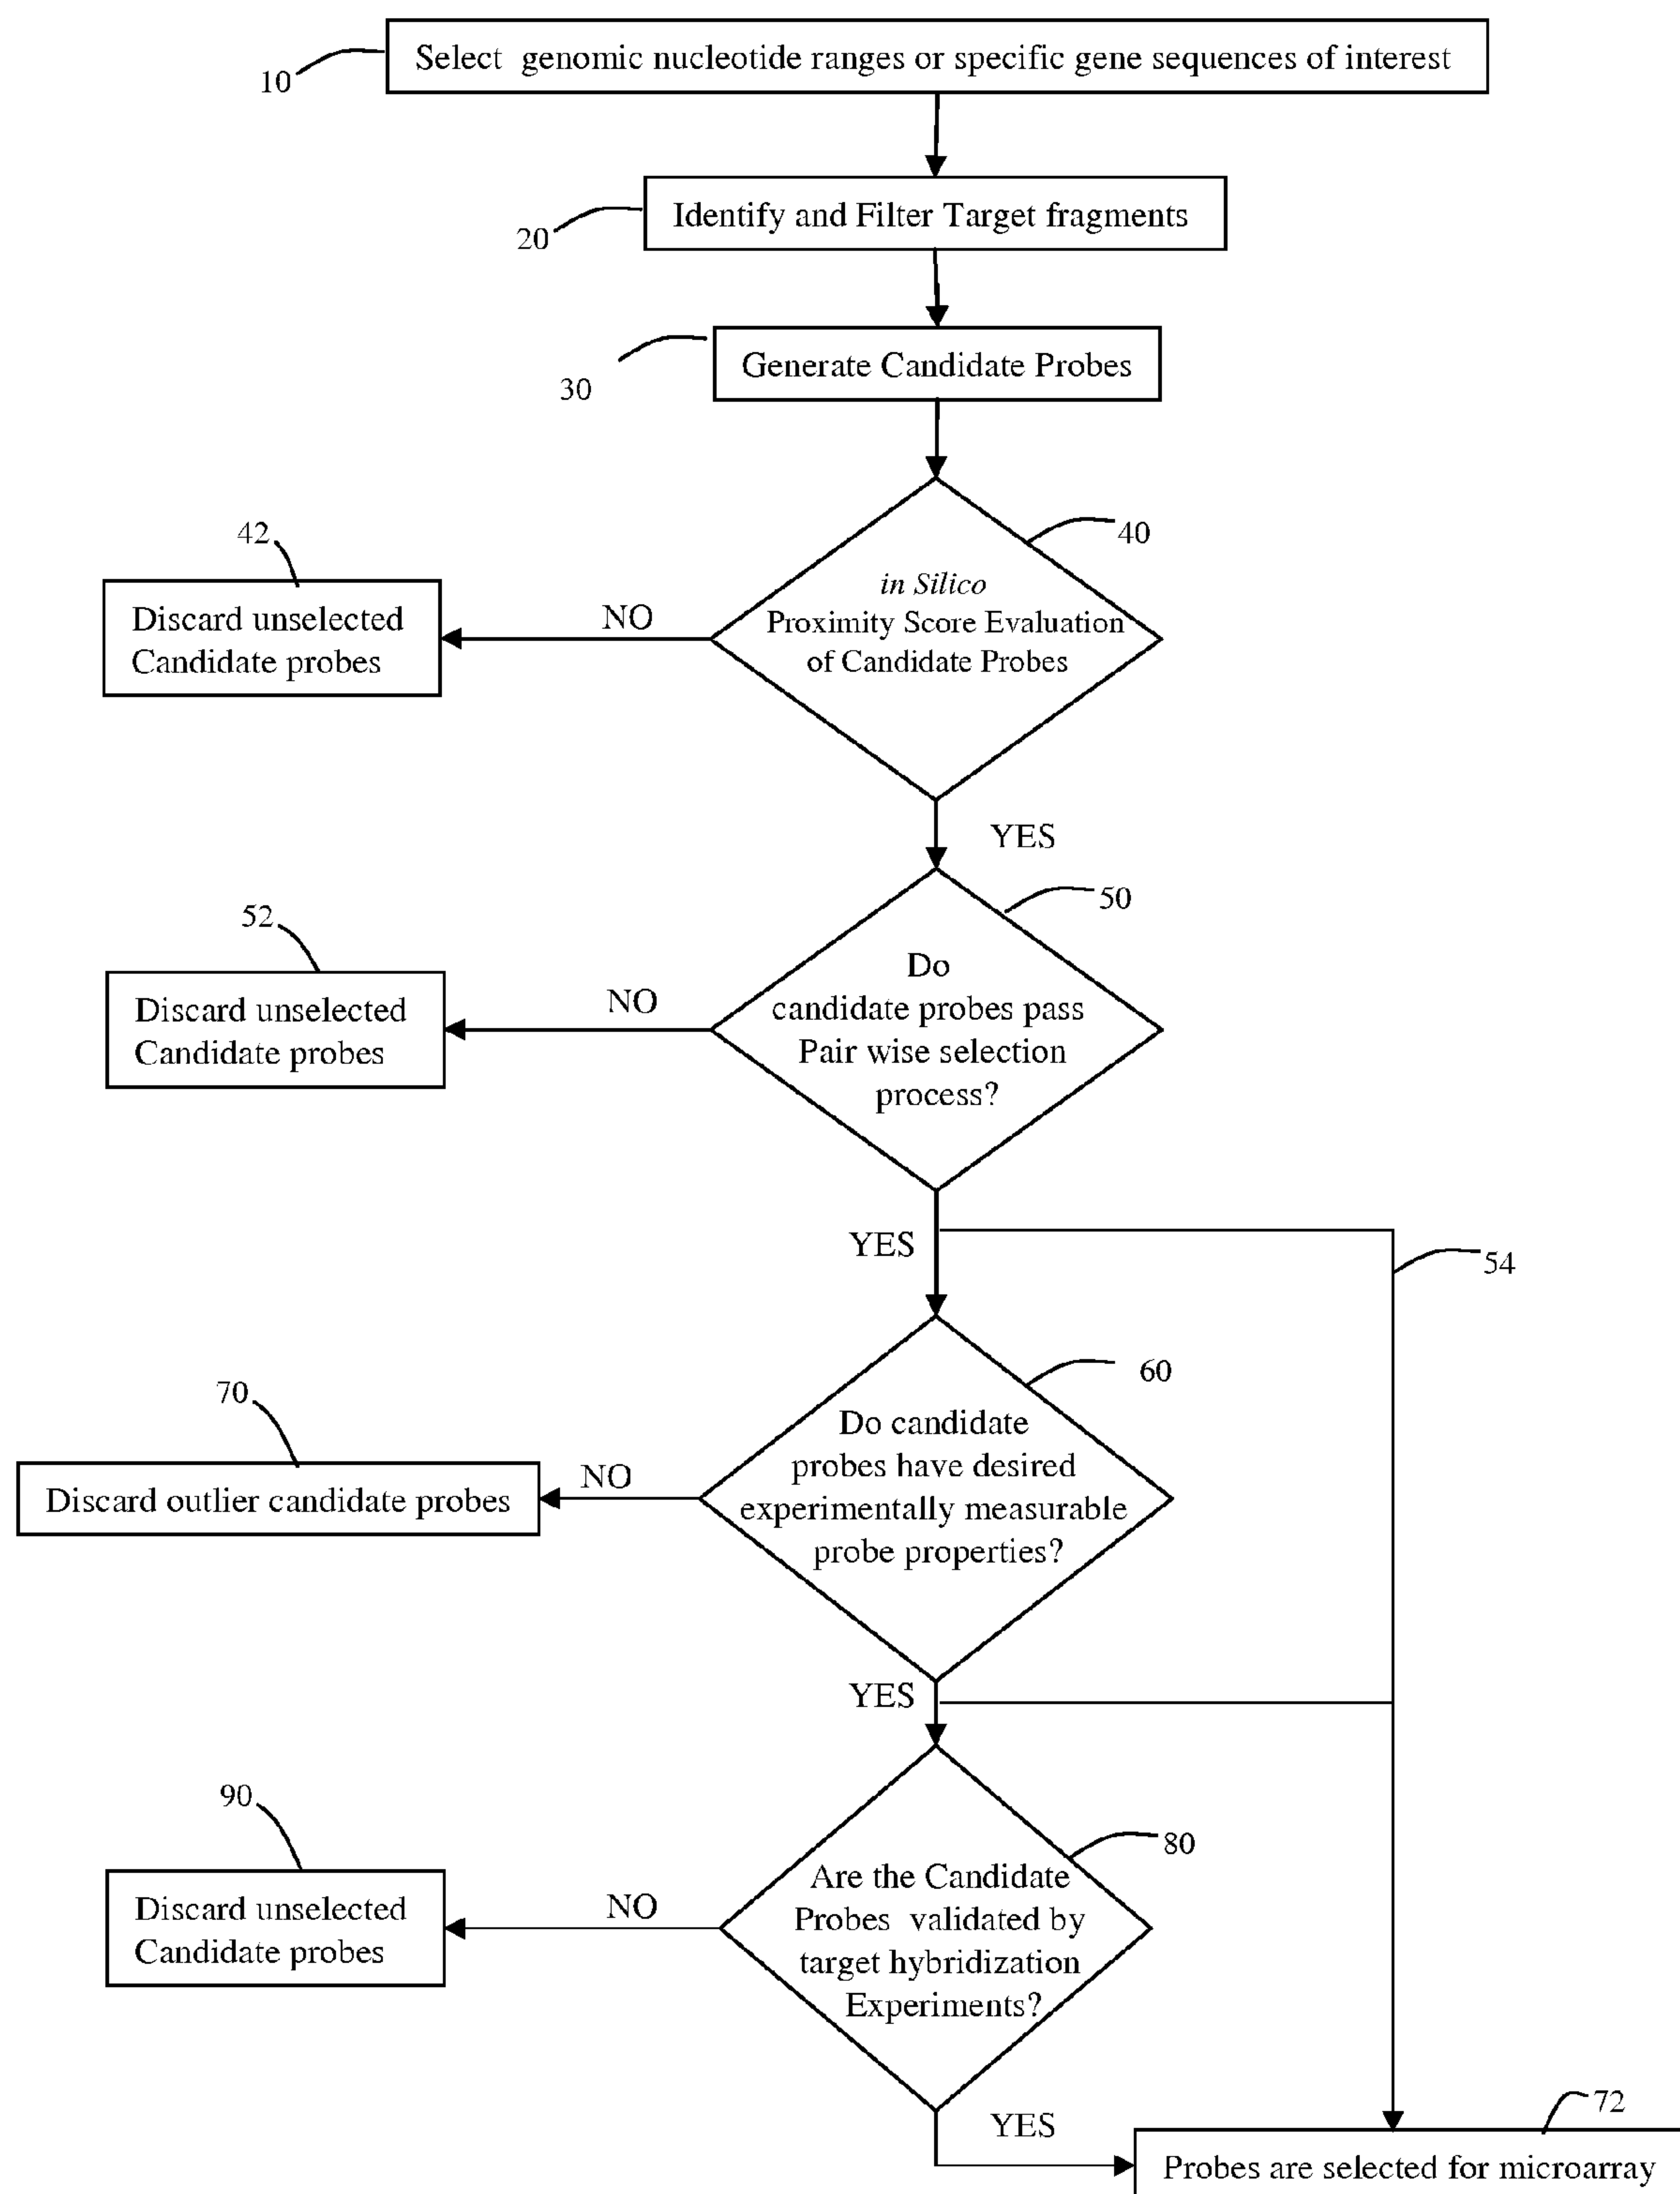 Select genomic nucleotide ranges or specific gene sequences of interest
10
Identify and Filter Target fragments
20
Generate Candidate Probes
30
40
42
in Silico
Proximity Score Evaluation
of Candidate Probes
NO
Discard unselected
Candidate probes
YES
50
52
Do
candidate probes pass
Pair wise selection
process?
NO
Discard unselected
Candidate probes
YES
54
60
70
Do candidate
probes have desired
experimentally measurable
probe properties?
NO
Discard outlier candidate probes
YES
80
90
Are the Candidate
Probes validated by
target hybridization
Experiments?
NO
Discard unselected
Candidate probes
YES
72
Probes are selected for microarray